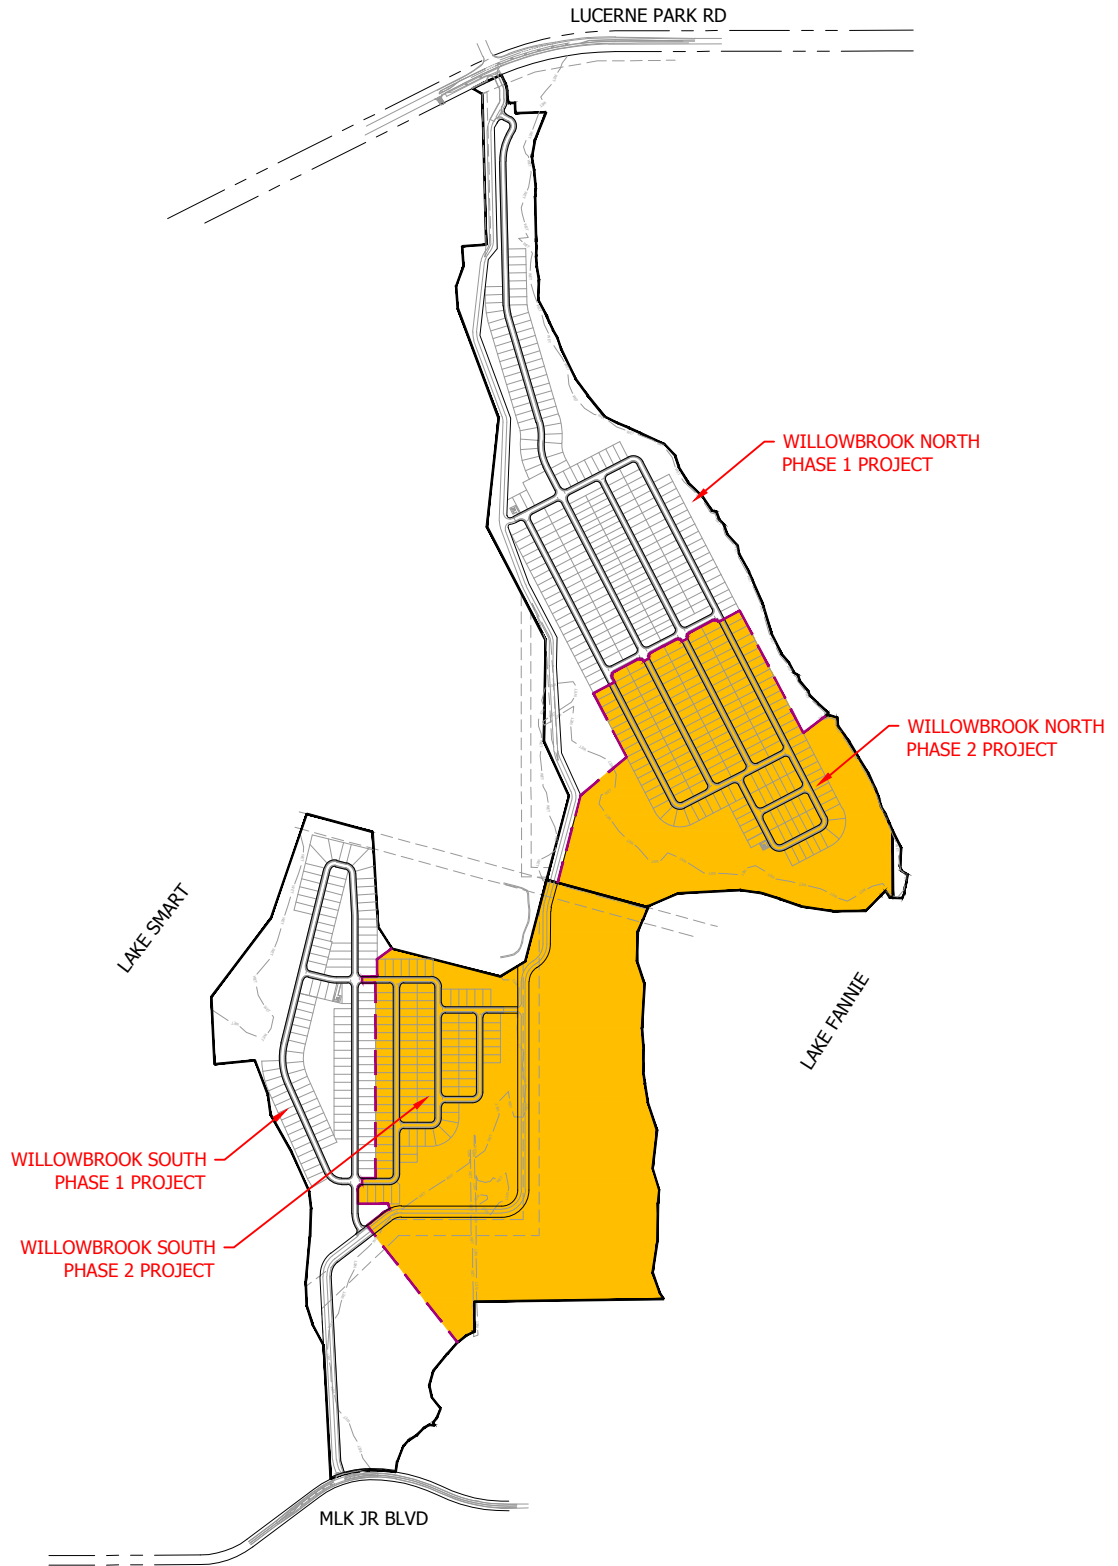 LUCERNE PARK RD
WILLOWBROOK NORTH
PHASE 1 PROJECT
WILLOWBROOK NORTH
PHASE 2 PROJECT
LAKE SMART
LAKE FANNIE
WILLOWBROOK SOUTH
PHASE 1 PROJECT
WILLOWBROOK SOUTH
PHASE 2 PROJECT
MLK JR BLVD